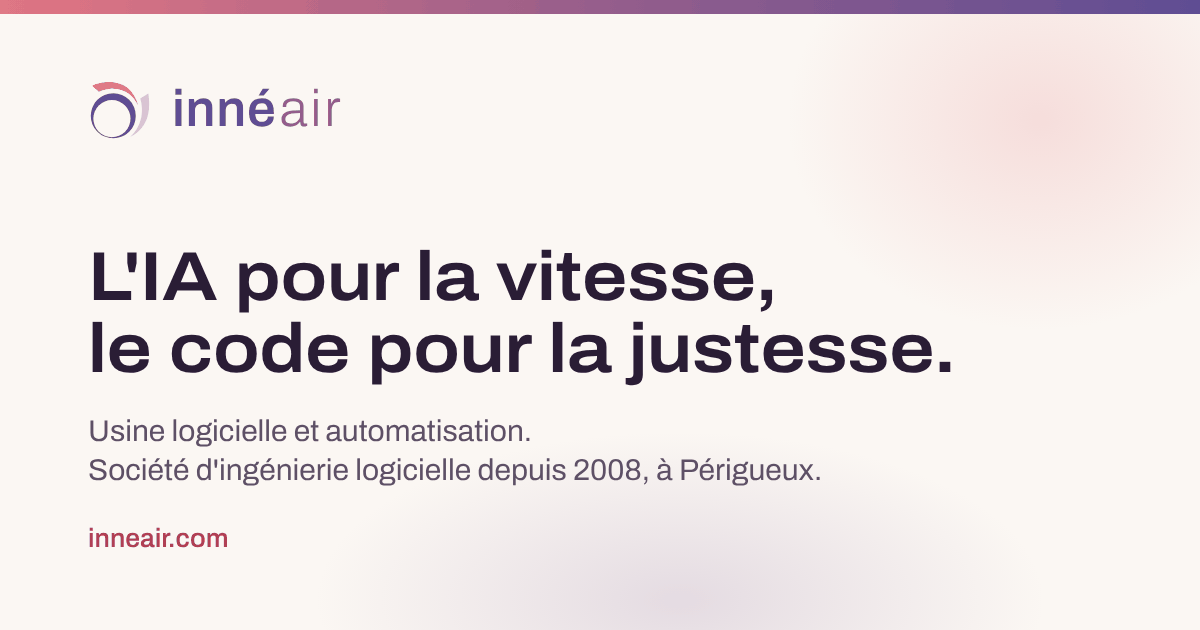 innéair
L'IA pour la vitesse,
le code pour la justesse.
Usine logicielle et automatisation.
Société d'ingénierie logicielle depuis 2008, à Périgueux.
inneair.com